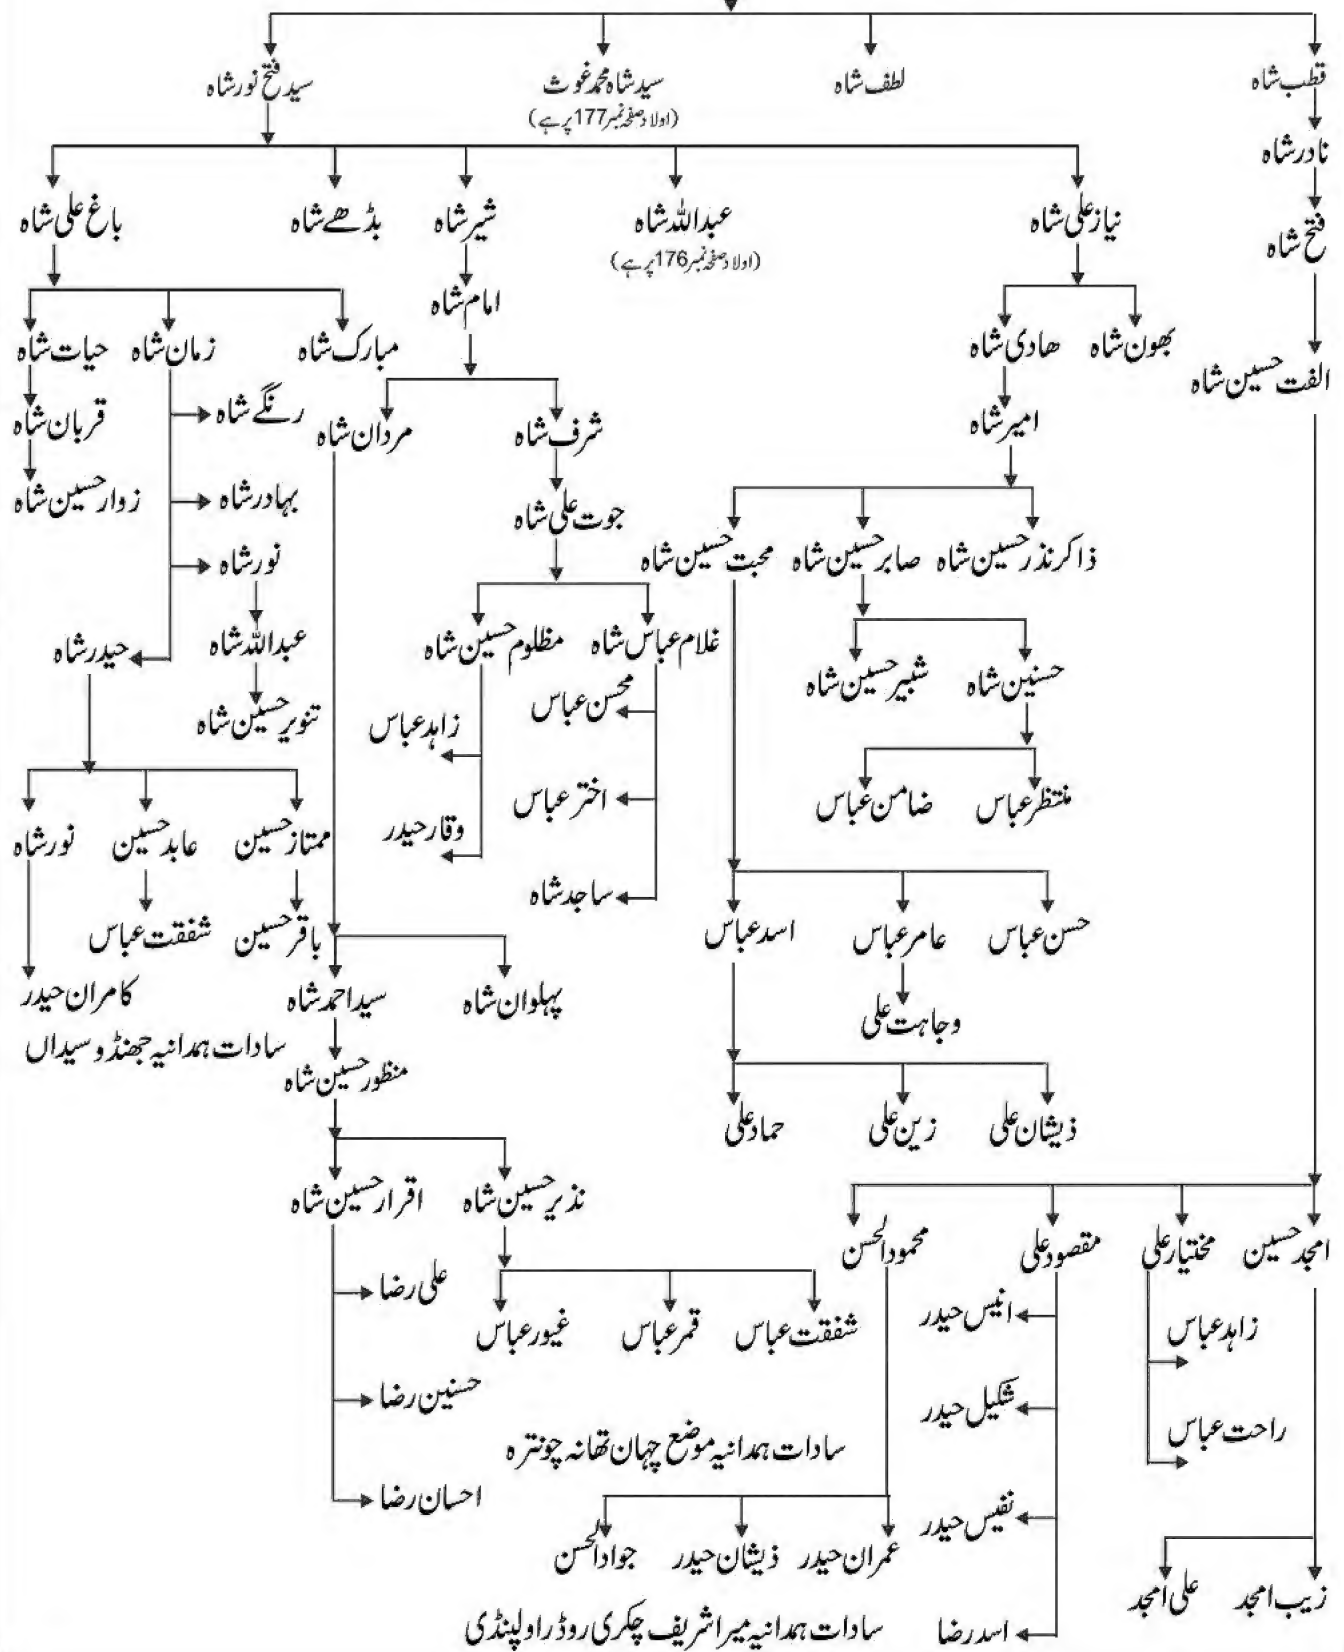 قطب شاہ
لطف شاہ
سید شاہ محمد غوث
(اولاد صفحہ نمبر 177 پر ہے)
سید فتح نور شاہ
نادر شاہ
نیاز علی شاہ
عبداللہ شاہ
(اولاد صفحہ نمبر 176 پر ہے)
شیر شاہ
بڈھے شاہ
باغ علی شاہ
فتح شاہ
امام شاہ
بھون شاہ
ھادی شاہ
مبارک شاہ
زمان شاہ
حیات شاہ
الفت حسین شاہ
امیر شاہ
شرف شاہ
مردان شاہ
رنگے شاہ
قربان شاہ
بہادر شاہ
زوار حسین شاہ
جوت علی شاہ
ذاکر نذر حسین شاہ
صابر حسین شاہ
محبت حسین شاہ
نور شاہ
غلام عباس شاہ
مظلوم حسین شاہ
عبداللہ شاہ
حیدر شاہ
حسنین شاہ
شبیر حسین شاہ
محسن عباس
زاہد عباس
تنویر حسین شاہ
منتظر عباس
ضامن عباس
اختر عباس
وقار حیدر
ممتاز حسین
عابد حسین
نور شاہ
ساجد شاہ
حسن عباس
عامر عباس
اسد عباس
باقر حسین
شفقت عباس
پہلوان شاہ
سید احمد شاہ
کامران حیدر
وجاہت علی
سادات ہمدانیہ جھنڈو سیداں
منظور حسین شاہ
ذیشان علی
زین علی
حماد علی
نذیر حسین شاہ
اقرار حسین شاہ
امجد حسین
مختیار علی
مقصود علی
محمود الحسن
علی رضا
انیس حیدر
زاہد عباس
شفقت عباس
قمر عباس
غیور عباس
حسنین رضا
شکیل حیدر
راحت عباس
سادات ہمدانیہ موضع چہان تھانہ چونترہ
احسان رضا
نفیس حیدر
عمران حیدر
ذیشان حیدر
جواد الحسن
زیب امجد
علی امجد
اسد رضا
سادات ہمدانیہ میرا شریف چکری روڈ راولپنڈی